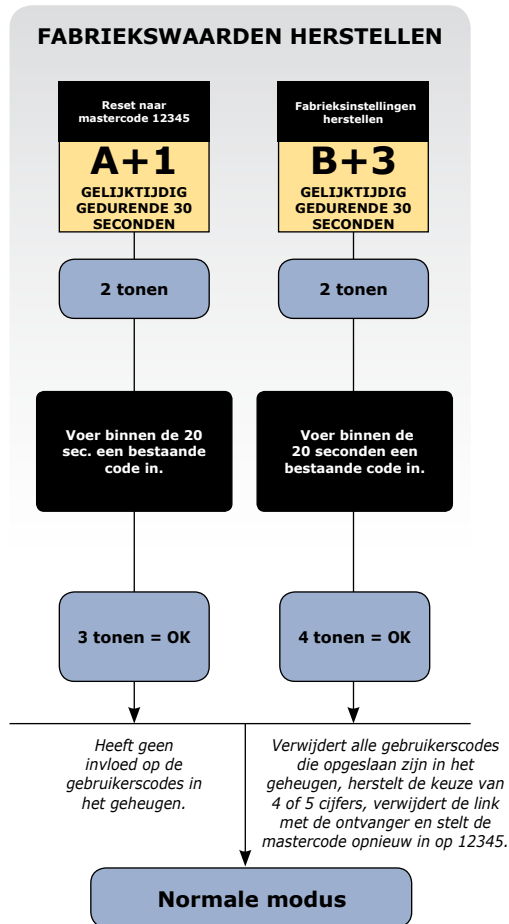 FABRIEKSWAARDEN HERSTELLEN
Reset naar
mastercode 12345
A+1
GELIJKTIJDIG
GEDURENDE 30
SECONDEN
2 tonen
Voer binnen de 20
sec. een bestaande
code in.
3 tonen = OK
Heeft geen
invloed op de
gebruikerscodes in
het geheugen.
Fabrieksinstellingen
herstellen
B+3
GELIJKTIJDIG
GEDURENDE 30
SECONDEN
2 tonen
Voer binnen de
20 seconden een
bestaande code in.
4 tonen = OK
Verwijdert alle gebruikerscodes
die opgeslaan zijn in het
geheugen, herstelt de keuze van
4 of 5 cijfers, verwijdert de link
met de ontvanger en stelt de
mastercode opnieuw in op 12345.
Normale modus